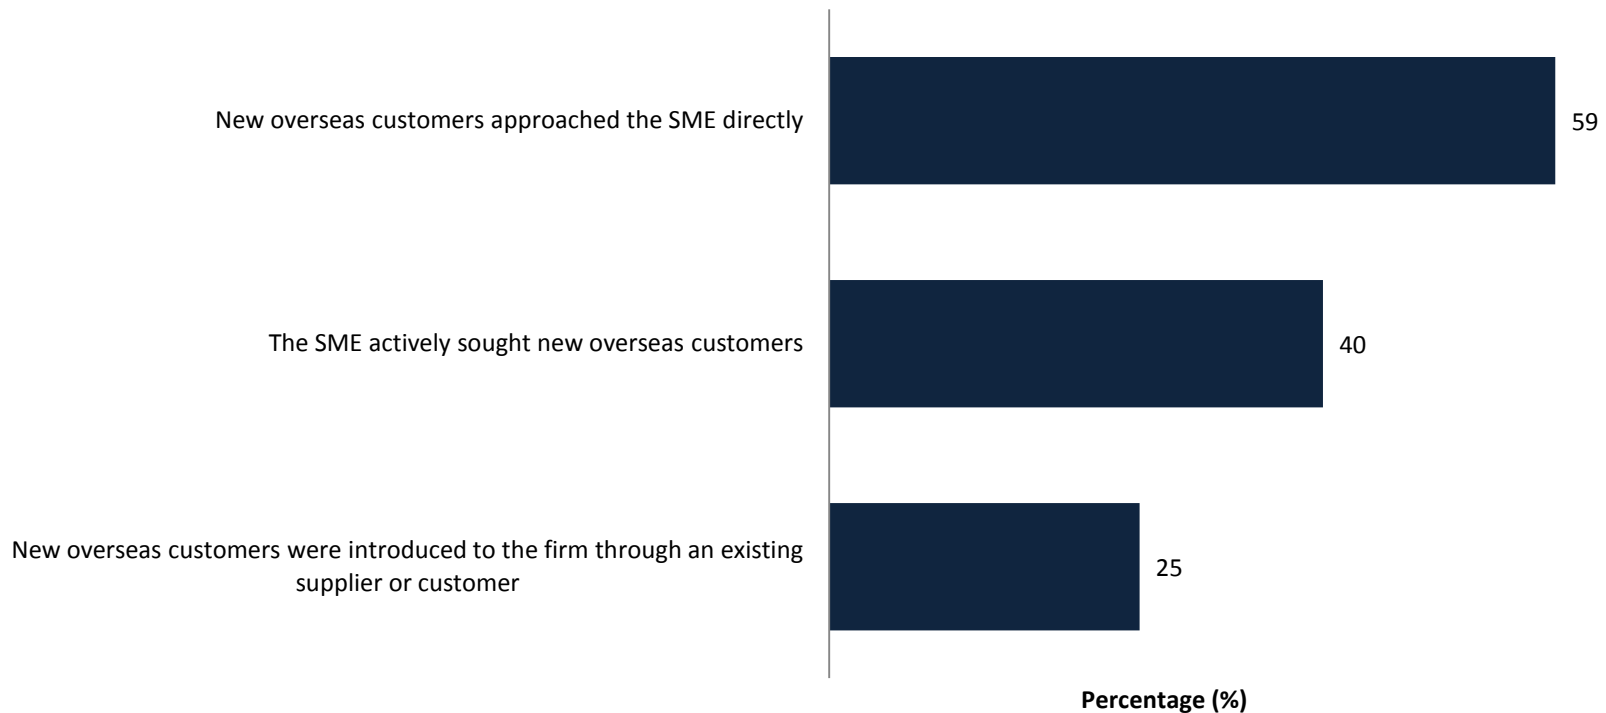 New overseas customers approached the SME directly
59
The SME actively sought new overseas customers
40
New overseas customers were introduced to the firm through an existing
supplier or customer
25
Percentage (%)